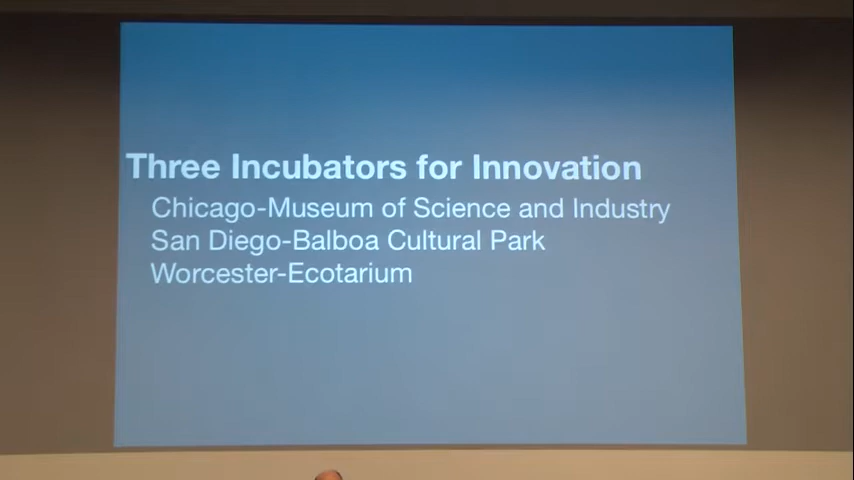 Three Incubators for Innovation
Chicago-Museum of Science and Industry
San Diego-Balboa Cultural Park
Worcester-Ecotarium